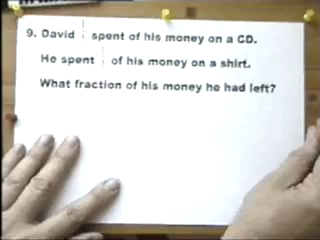 9. David spent of his money on a CD.
He spent of his money on a shirt.
What fraction of his money he had left?